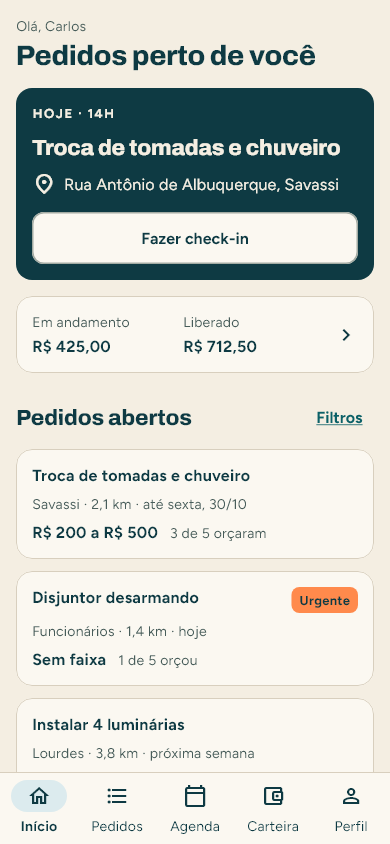 Olá, Carlos
Pedidos perto de você
HOJE · 14H
Troca de tomadas e chuveiro
Rua Antônio de Albuquerque, Savassi
Fazer check-in
Em andamento
Liberado
R$ 425,00
R$ 712,50
Pedidos abertos
Filtros
Troca de tomadas e chuveiro
Savassi · 2,1 km · até sexta, 30/10
R$ 200 a R$ 500 3 de 5 orçaram
Disjuntor desarmando
Urgente
Funcionários · 1,4 km · hoje
Sem faixa 1 de 5 orçou
Instalar 4 luminárias
Lourdes · 3,8 km · próxima semana
Início
Pedidos
Agenda
Carteira
Perfil